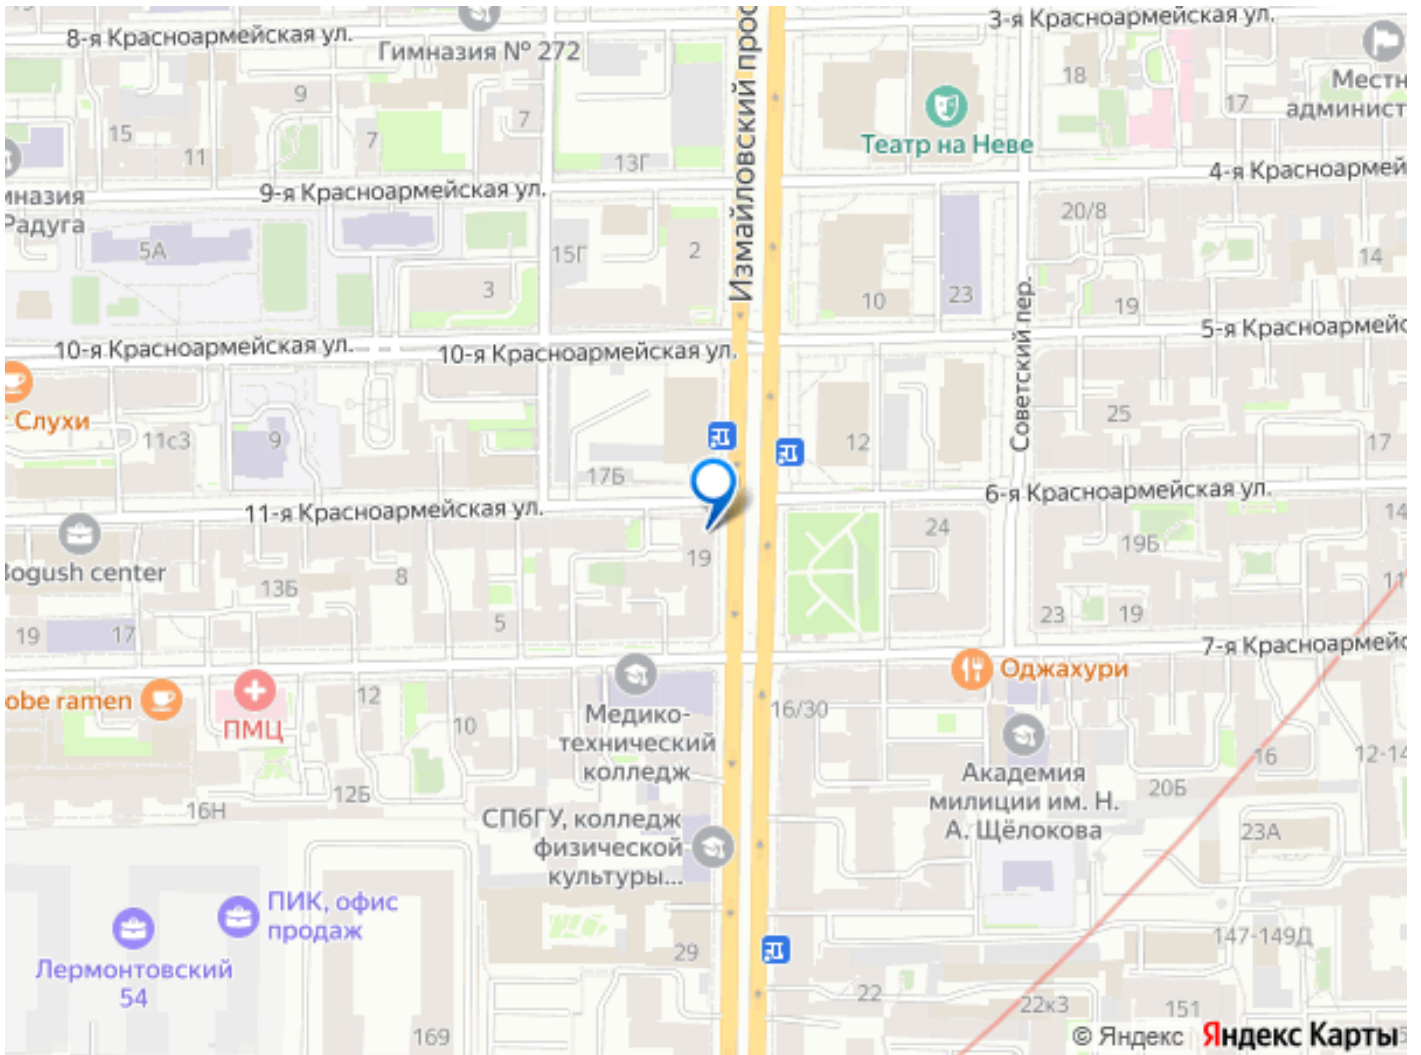 3-я Красноармейская ул.
8-я Красноармейская ул.
Гимназия № 272
Измайловский прос
18
Местн
админист
17
9
7
7
15
11
13Г
Театр на Неве
4-я Красноармей
9-я Красноармейская ул.
мназия
Радуга
20/8
5А
15Г
2
14
3
10
23
19
Советский пер.
5-я Красноармейс
10-я Красноармейская ул.
10-я Красноармейская ул.
Слухи
11с3
9
12
25
17
17Б
6-я Красноармейская ул.
11-я Красноармейская ул.
14
24
19Б
19
Bogush center
13Б
8
11
5
23
19
19
17
7-я Красноармейс
Оджахури
obe ramen
ПМЦ
12
10
Медико-
технический
колледж
16/30
16
12-14
Академия
милиции им. Н.
А. Щёлокова
20Б
12Б
16Н
СПбГУ, колледж
физической
культуры...
23А
ПИК, офис
продаж
Лермонтовский
54
29
147-149Д
22
22к3
151
169
© Яндекс Яндекс Карты